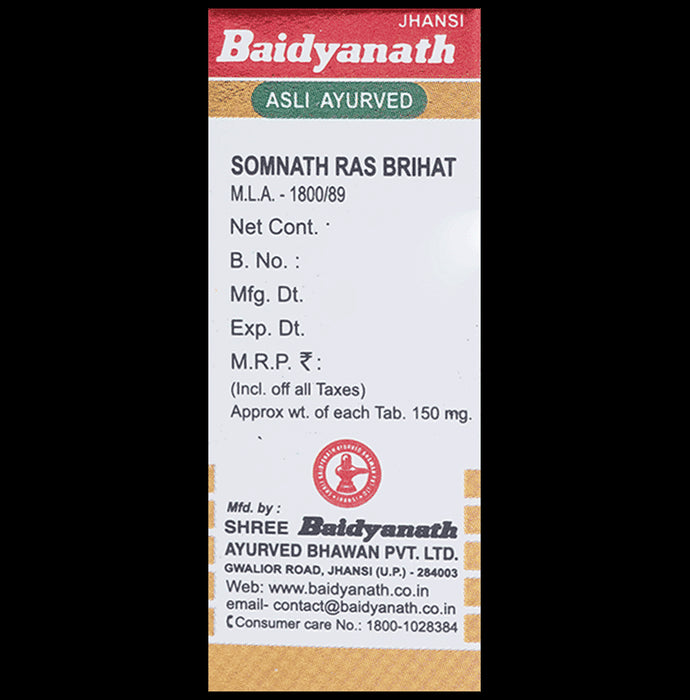 JHANSI
Baidyanath
ASLI AYURVED
SOMNATH RAS BRIHAT
M.L.A. - 1800/89
Net Cont.
B. No. :
Mfg. Dt.
Exp. Dt.
M.R.P. ₹ :
(Incl. off all Taxes)
Approx wt. of each Tab. 150 mg.
Mfd. by :
SHREE Baidyanath
AYURVED BHAWAN PVT. LTD.
GWALIOR ROAD, JHANSI (U.P.) - 284003
Web: www.baidyanath.co.in
email- contact@baidyanath.co.in
Consumer care No.: 1800-1028384